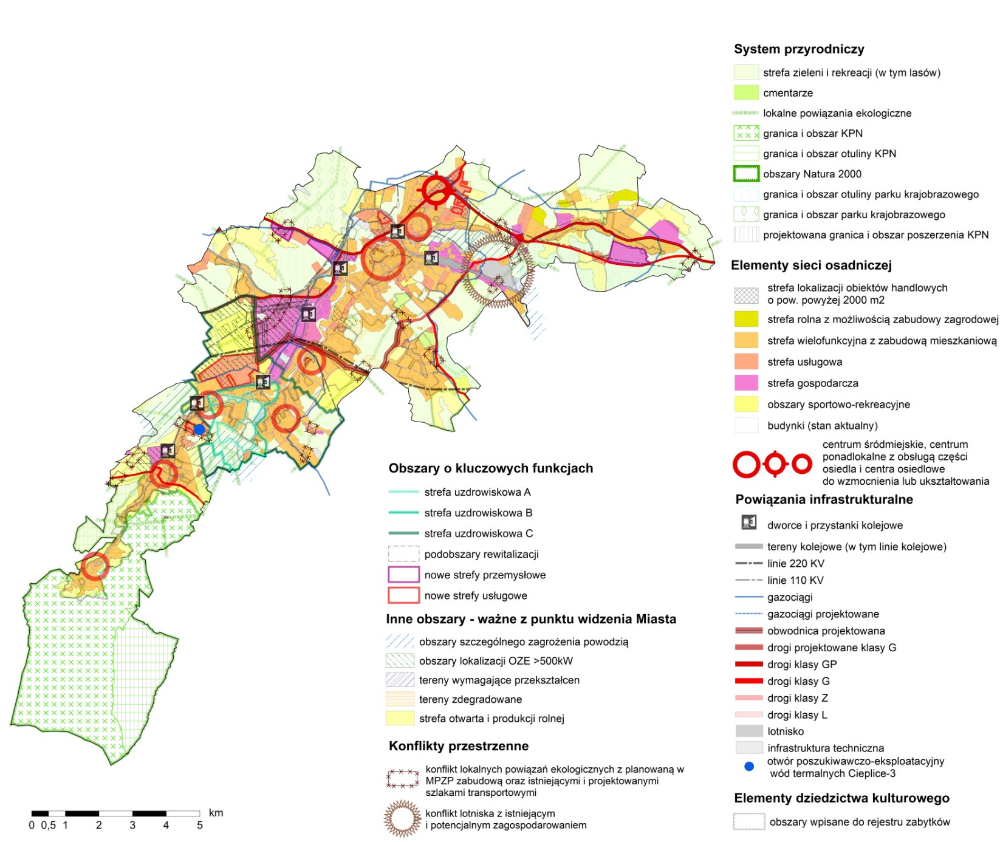 System przyrodniczy
strefa zieleni i rekreacji (w tym lasów)
cmentarze
lokalne powiązania ekologiczne
granica i obszar KPN
granica i obszar otuliny KPN
obszary Natura 2000
granica i obszar otuliny parku krajobrazowego
granica i obszar parku krajobrazowego
projektowana granica i obszar poszerzenia KPN
Elementy sieci osadniczej
strefa lokalizacji obiektów handlowych
o pow. powyżej 2000 m2
strefa rolna z możliwością zabudowy zagrodowej
strefa wielofunkcyjna z zabudową mieszkaniową
strefa usługowa
strefa gospodarcza
obszary sportowo-rekreacyjne
budynki (stan aktualny)
centrum śródmiejskie, centrum
ponadlokalne z obsługą części
osiedla i centra osiedlowe
do wzmocnienia lub ukształtowania
Powiązania infrastrukturalne
dworce i przystanki kolejowe
tereny kolejowe (w tym linie kolejowe)
linie 220 KV
linie 110 KV
gazociągi
gazociągi projektowane
obwodnica projektowana
drogi projektowane klasy G
drogi klasy GP
drogi klasy G
drogi klasy Z
drogi klasy L
lotnisko
infrastruktura techniczna
otwór poszukiwawczo-eksploatacyjny
wód termalnych Cieplice-3
Elementy dziedzictwa kulturowego
obszary wpisane do rejestru zabytków
Obszary o kluczowych funkcjach
strefa uzdrowiskowa A
strefa uzdrowiskowa B
strefa uzdrowiskowa C
podobszary rewitalizacji
nowe strefy przemysłowe
nowe strefy usługowe
Inne obszary - ważne z punktu widzenia Miasta
obszary szczególnego zagrożenia powodzią
obszary lokalizacji OZE >500kW
tereny wymagające przekształcen
tereny zdegradowane
strefa otwarta i produkcji rolnej
Konflikty przestrzenne
konflikt lokalnych powiązań ekologicznych z planowaną w
MPZP zabudową oraz istniejącymi i projektowanymi
szlakami transportowymi
konflikt lotniska z istniejącym
i potencjalnym zagospodarowaniem
km
0 0,5 1 2 3 4 5